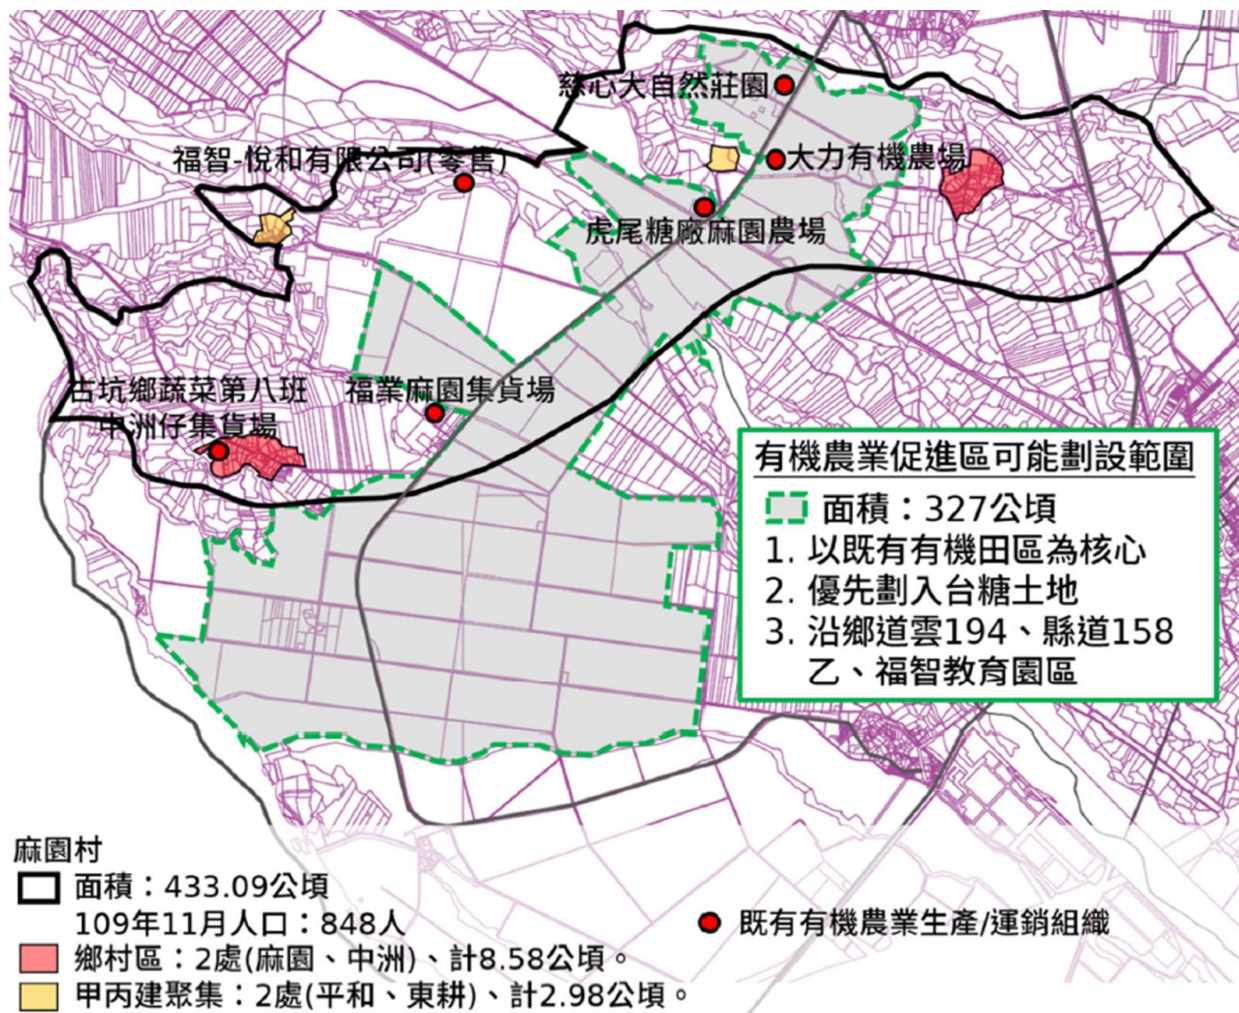 慈心大自然莊園
福智-悅和有限公司(零售)
大力有機農場
虎尾糖廠麻園農場
古坑鄉蔬菜第八班
中洲仔集貨場
福業麻園集貨場
有機農業促進區可能劃設範圍
面積：327公頃
1. 以既有有機田區為核心
2. 優先劃入台糖土地
3. 沿鄉道雲194、縣道158
乙、福智教育園區
麻園村
面積：433.09公頃
109年11月人口：848人
鄉村區：2處(麻園、中洲)、計8.58公頃。
甲丙建聚集：2處(平和、東耕)、計2.98公頃。
既有有機農業生產/運銷組織